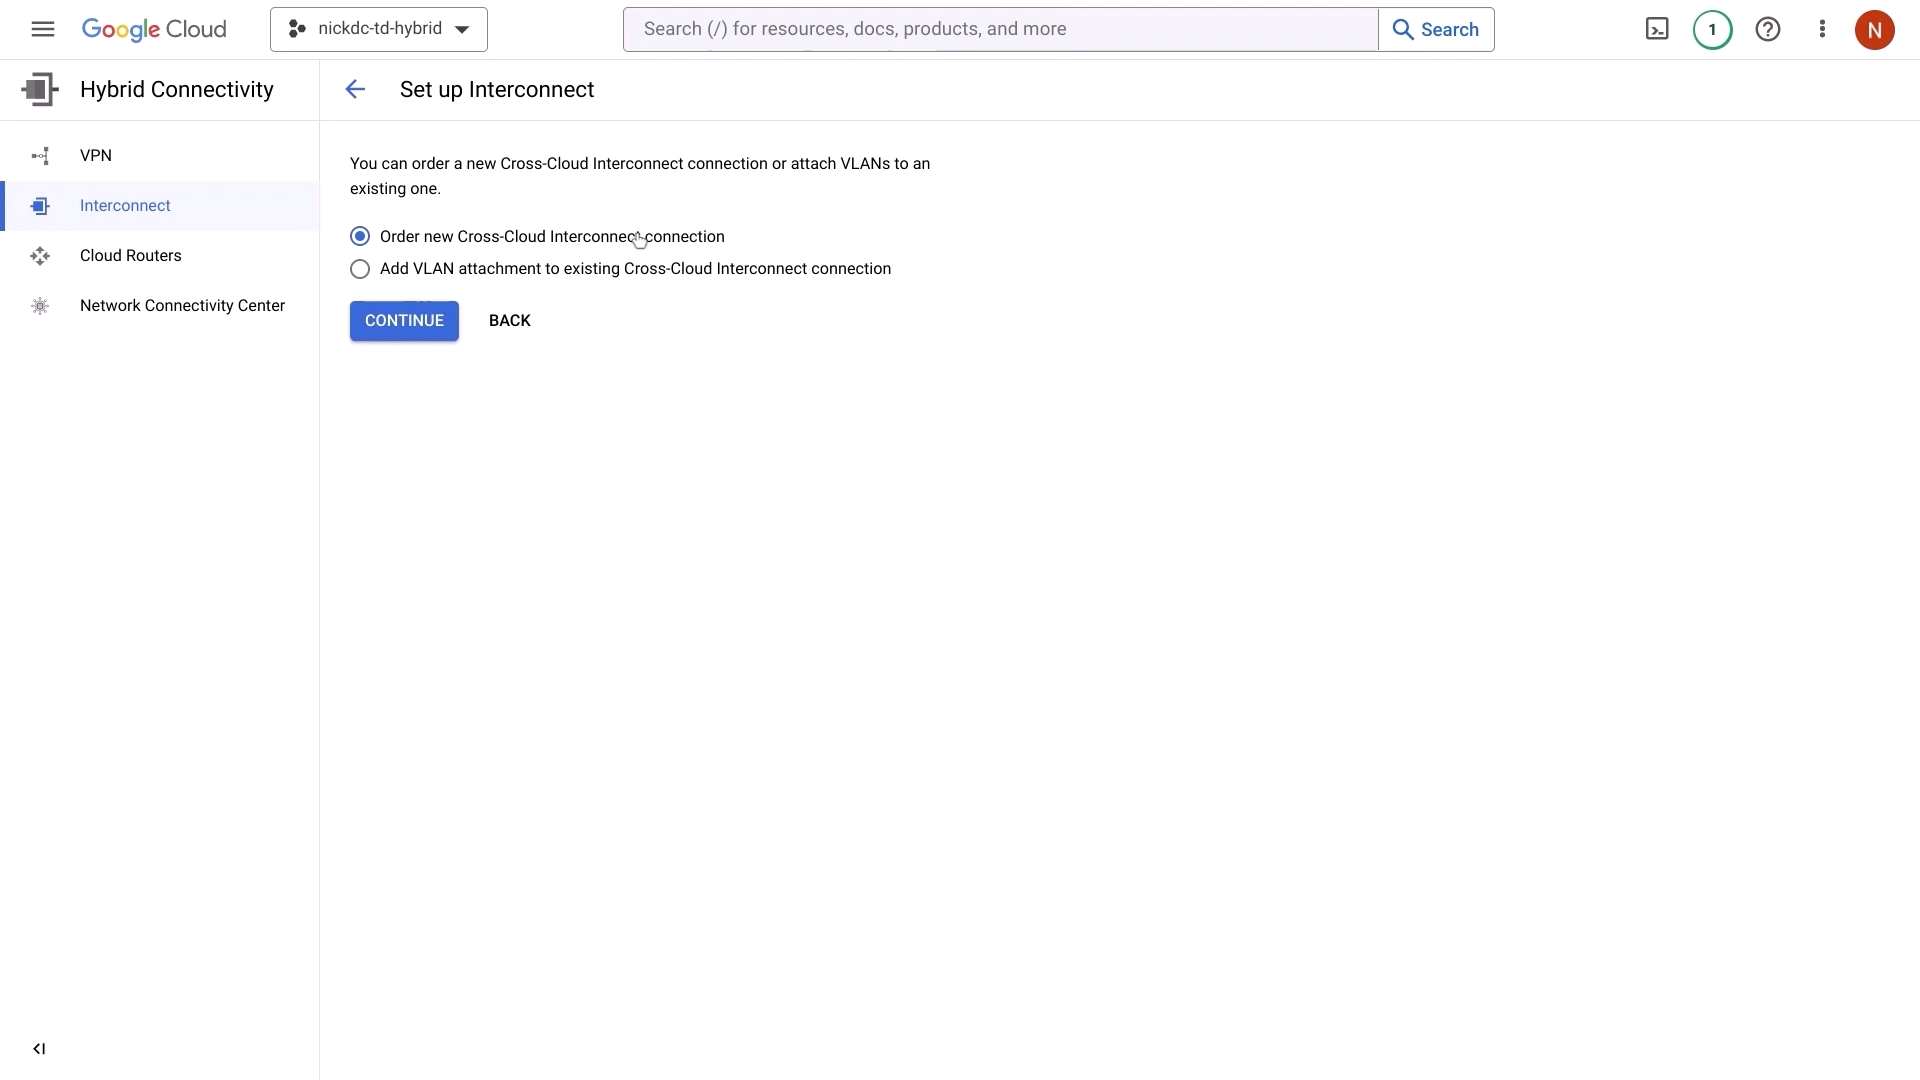 Google Cloud
nickdc-td-hybrid
Search (/) for resources, docs, products, and more
Search
1
N
Hybrid Connectivity
Set up Interconnect
VPN
Interconnect
Cloud Routers
Network Connectivity Center
You can order a new Cross-Cloud Interconnect connection or attach VLANs to an
existing one.
Order new Cross-Cloud Interconnect connection
Add VLAN attachment to existing Cross-Cloud Interconnect connection
CONTINUE
BACK